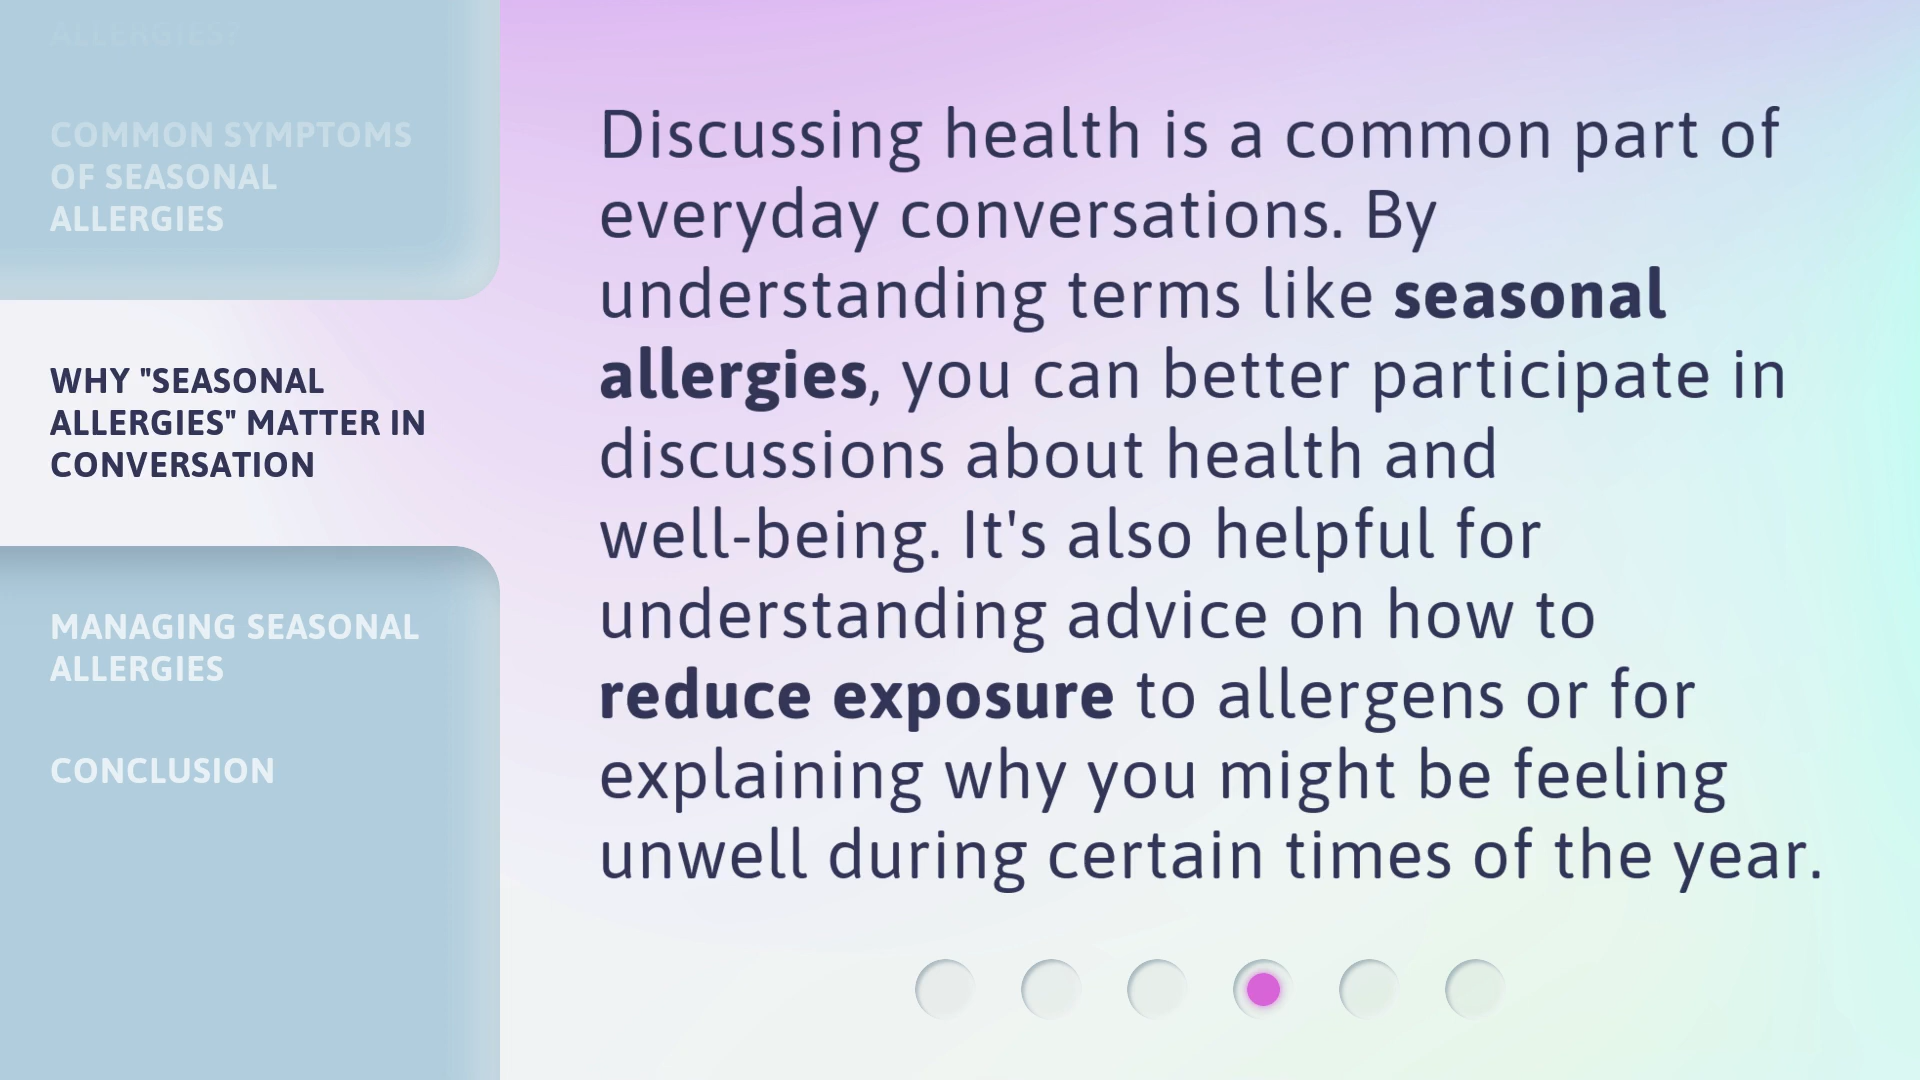 ALLERGIES?
COMMON SYMPTOMS
OF SEASONAL
ALLERGIES
WHY "SEASONAL
ALLERGIES" MATTER IN
CONVERSATION
MANAGING SEASONAL
ALLERGIES
CONCLUSION
Discussing health is a common part of
everyday conversations. By
understanding terms like seasonal
allergies, you can better participate in
discussions about health and
well-being. It's also helpful for
understanding advice on how to
reduce exposure to allergens or for
explaining why you might be feeling
unwell during certain times of the year.